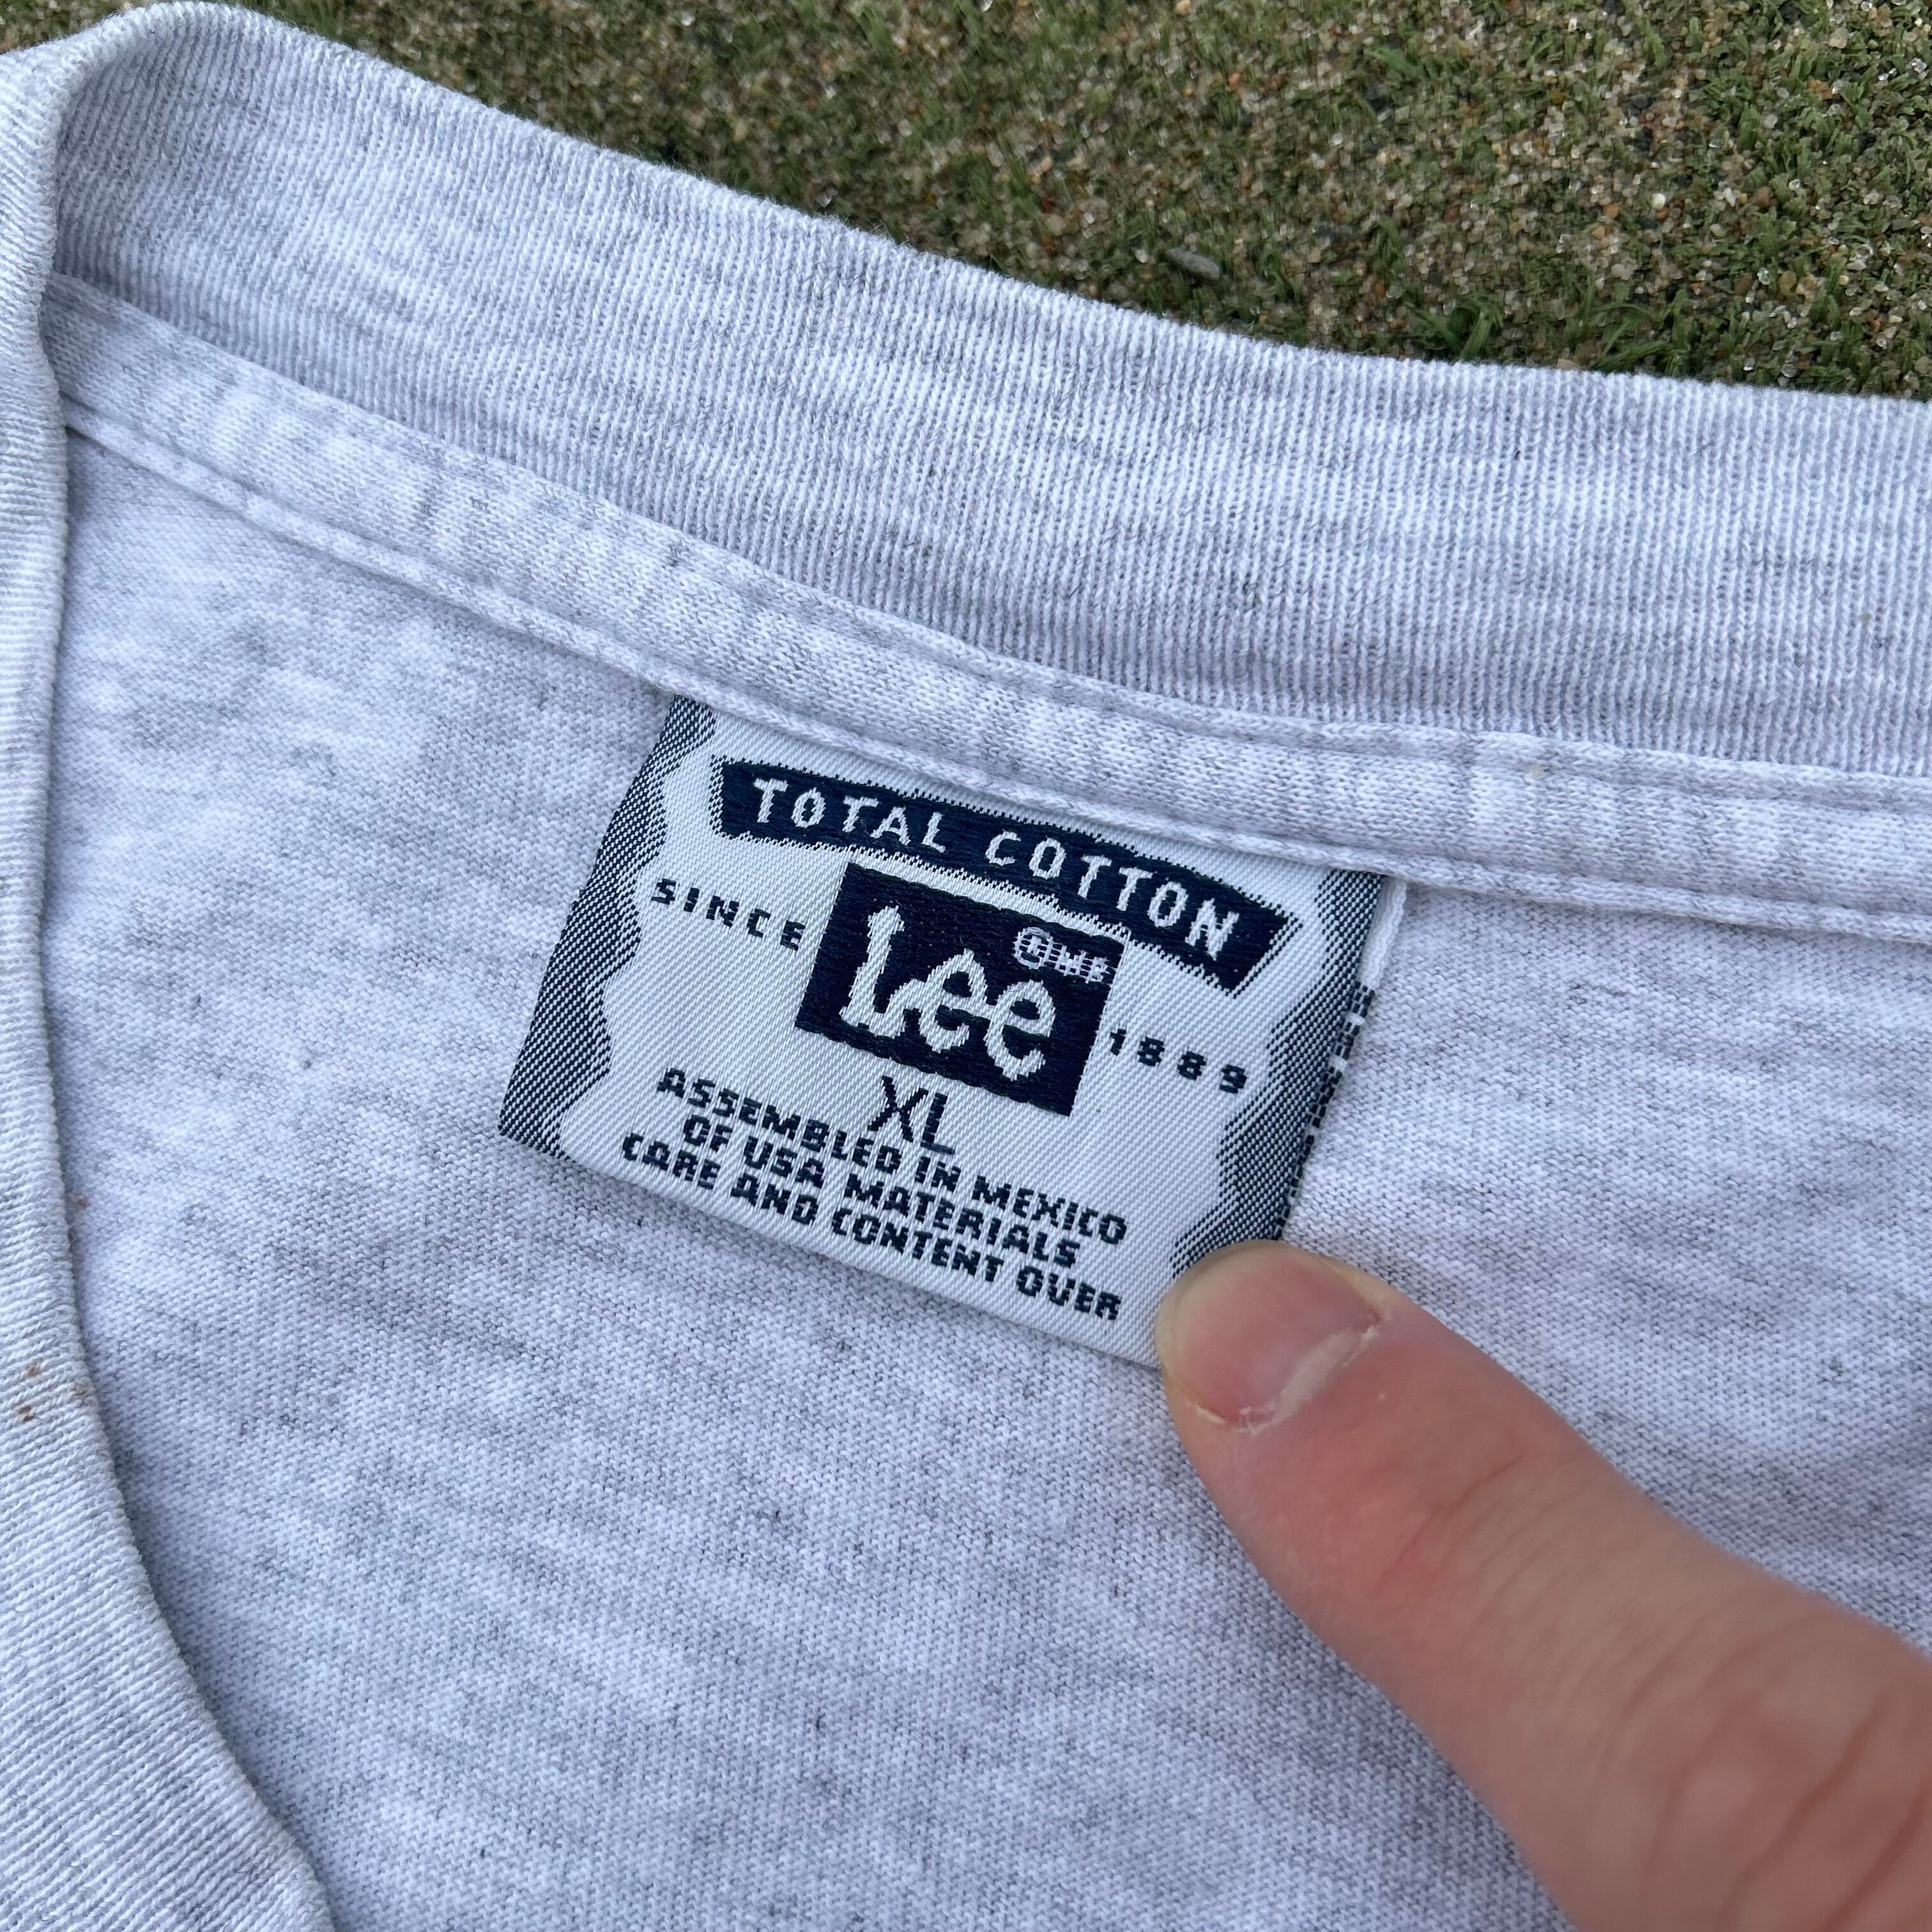 TOTAL COTTON
SINCE Lee 1889
XL
ASSEMBLED IN MEXICO
OF USA MATERIALS
CARE AND CONTENT OVER